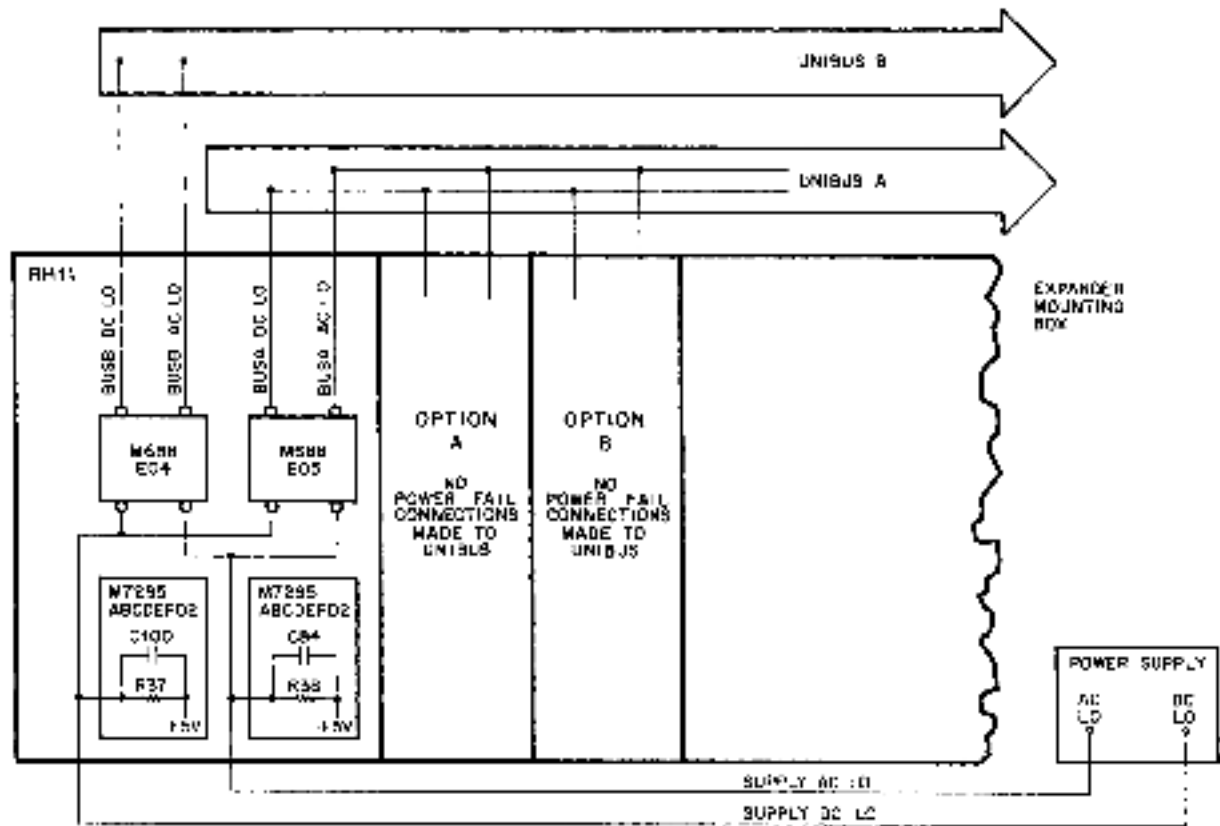 UNIBUS B
UNIBUS A
RH11
BUSB DC LO
BUSB AC LO
BUSA DC LO
BUSA AC LO
EXPANDER
MOUNTING
BOX
M688
E04
M688
E05
OPTION
A
NO
POWER FAIL
CONNECTIONS
MADE TO
UNIBUS
OPTION
B
NO
POWER FAIL
CONNECTIONS
MADE TO
UNIBUS
M7295
ABCDEF02
C100
R37
+5V
M7295
ABCDEF02
C84
R38
+5V
POWER SUPPLY
AC
LO
DC
LO
SUPPLY AC LO
SUPPLY DC LO